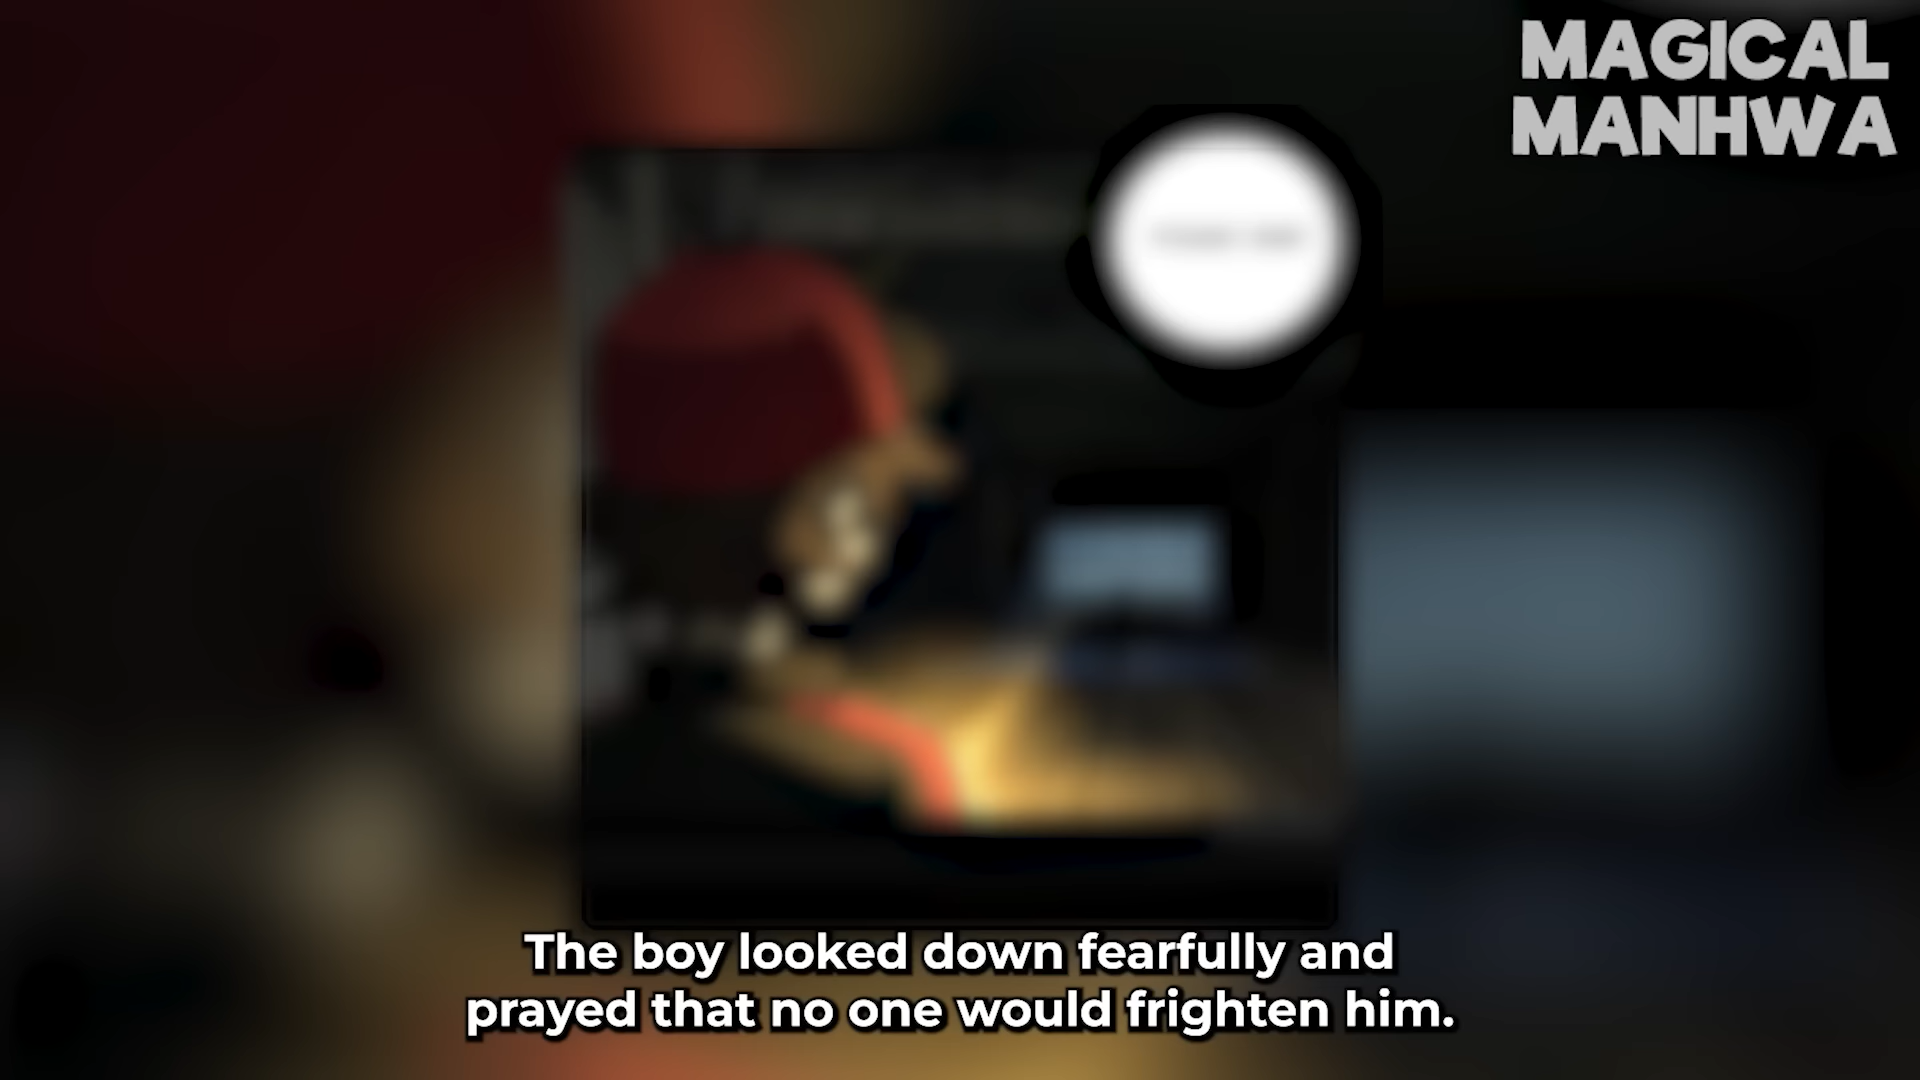 MAGICAL
MANHWA
The boy looked down fearfully and
prayed that no one would frighten him.